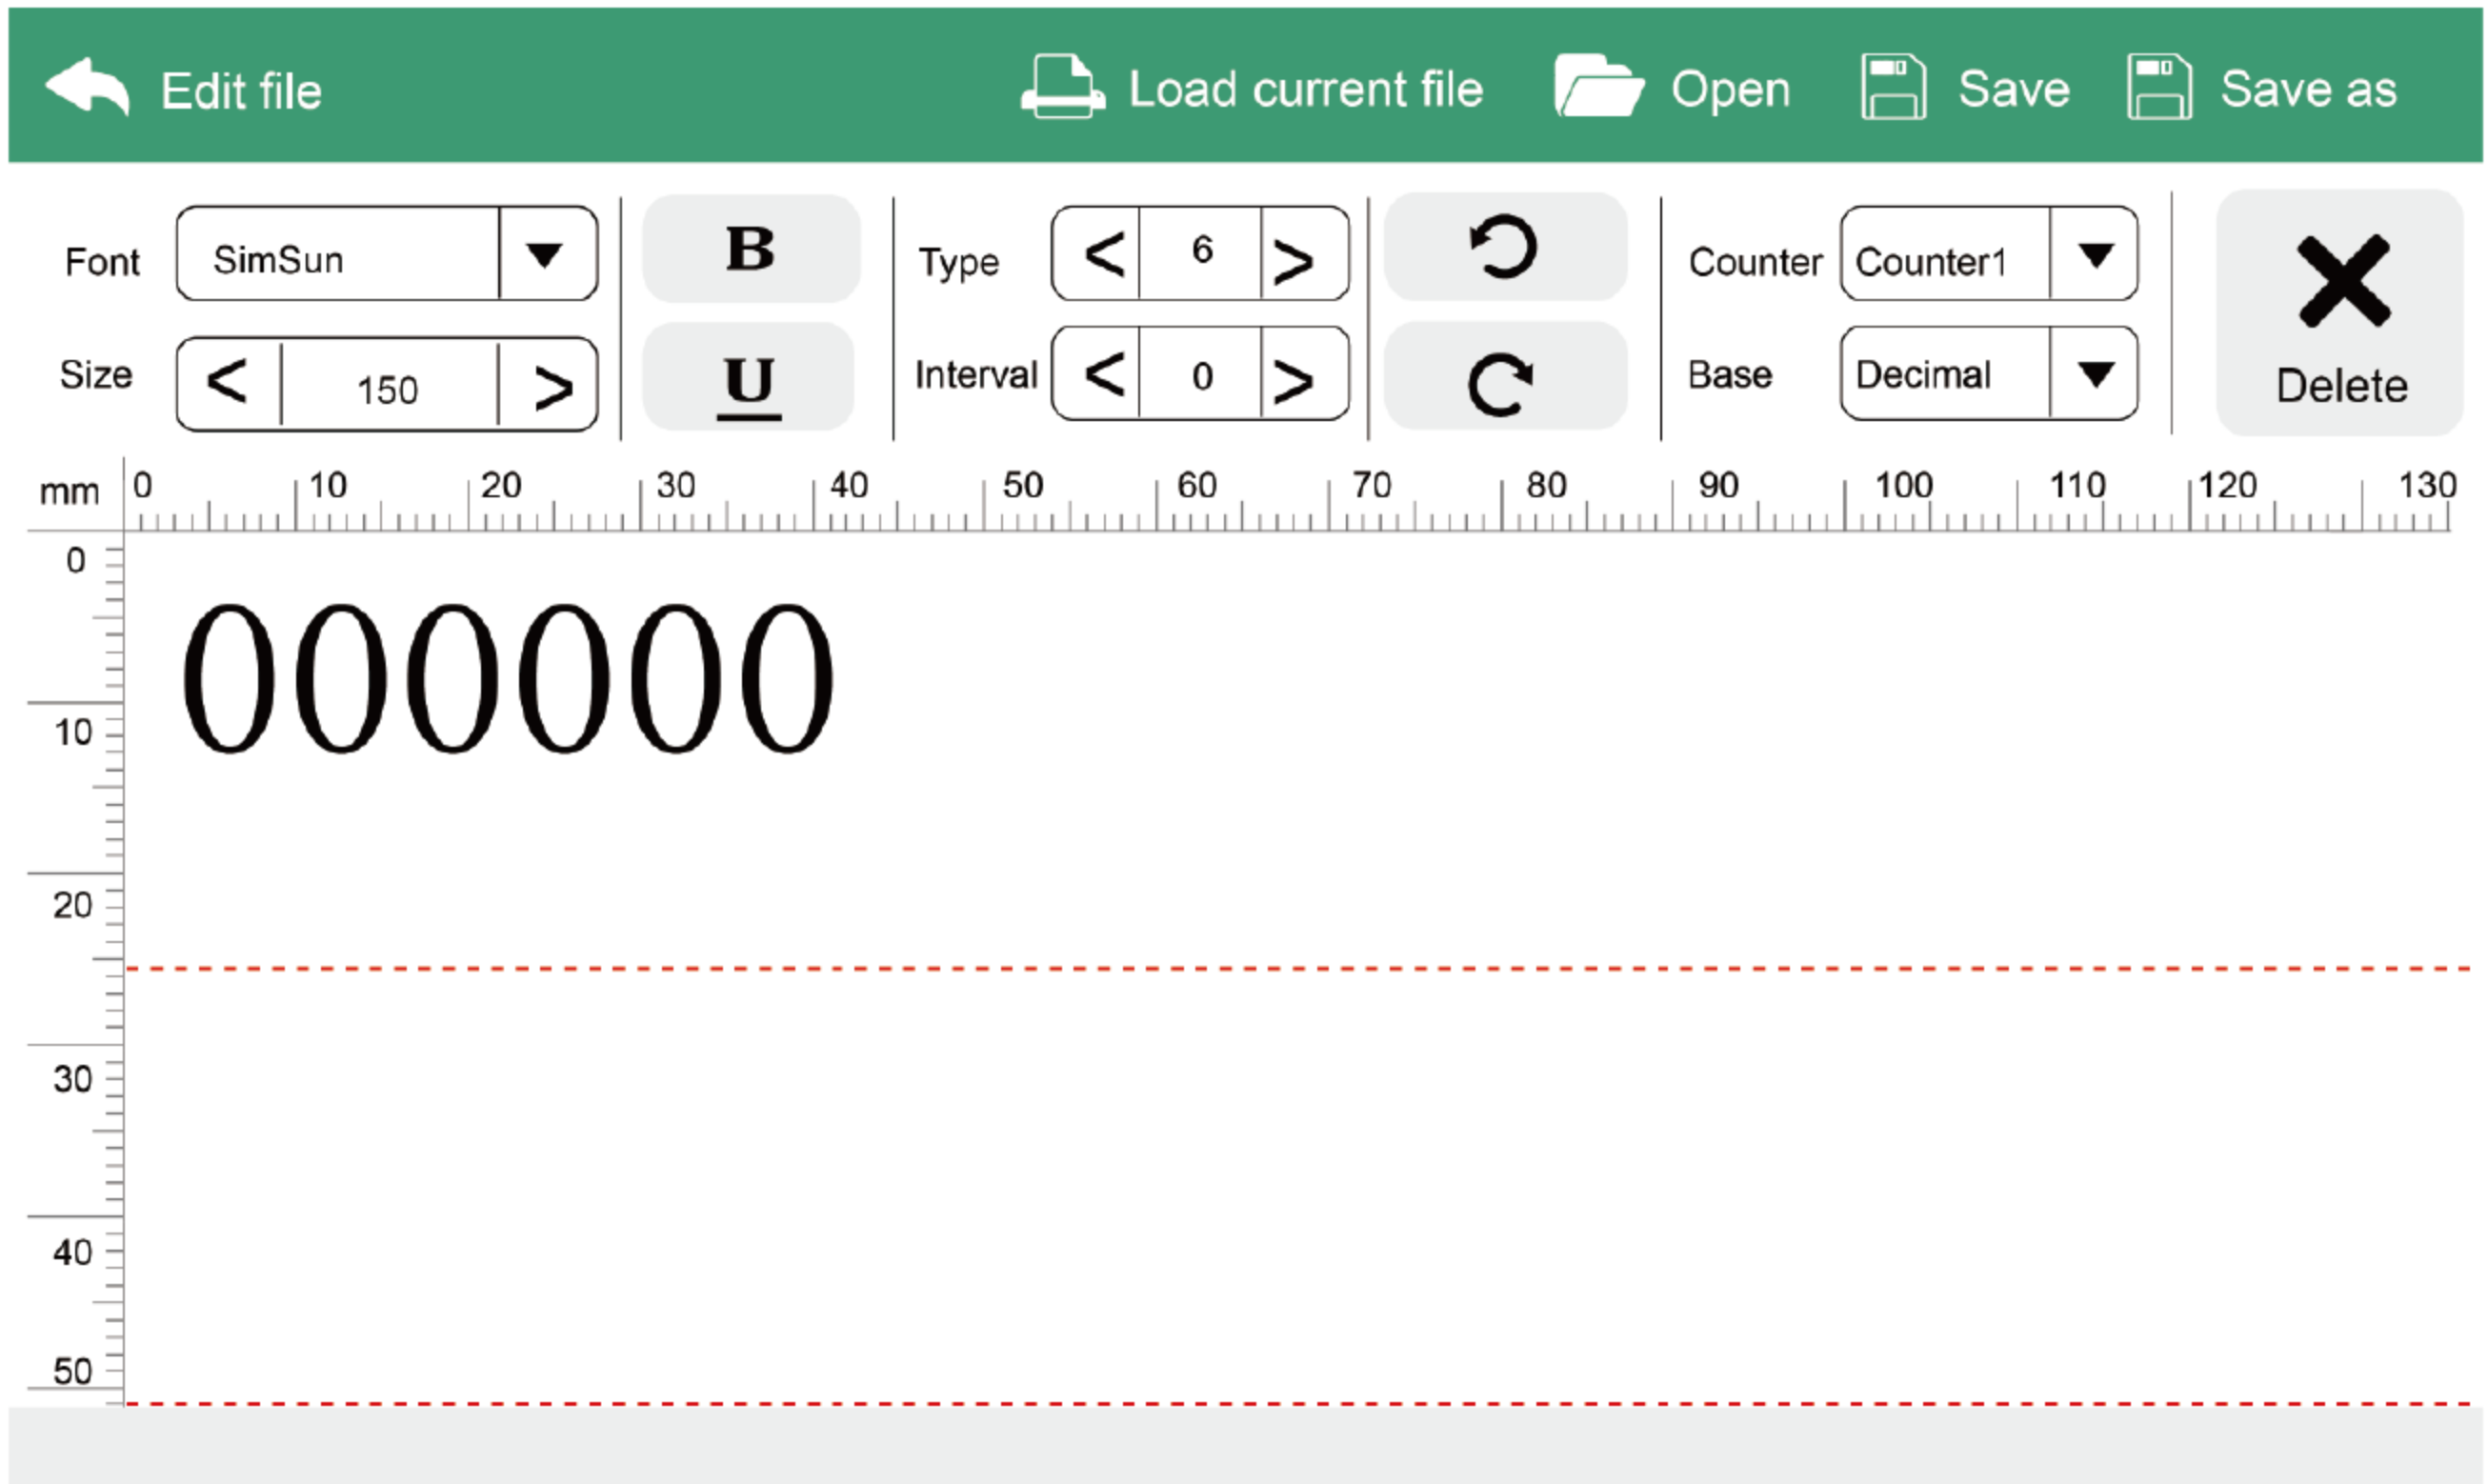 Edit file Load current file Open Save Save as
Font SimSun B Type 6 Counter Counter1
Size < 150 > U Interval < 0 > Base Decimal Delete
mm 0 10 20 30 40 50 60 70 80 90 100 110 120 130
0
000000
10
20
30
40
50